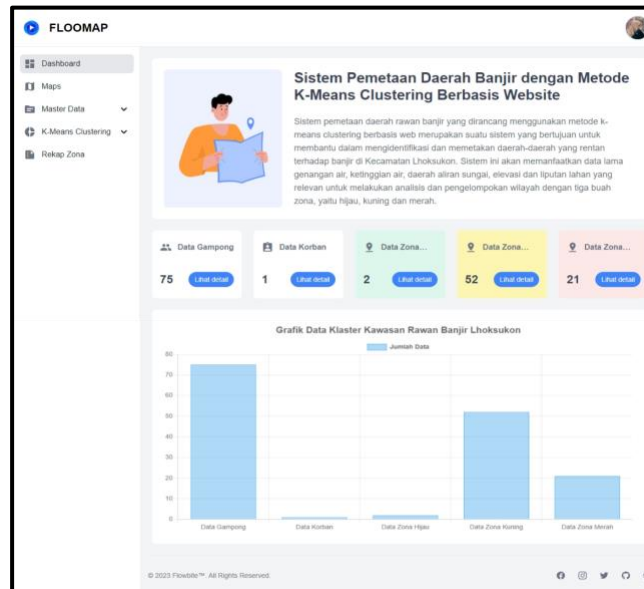 FLOOMAP
Dashboard
Maps
Master Data
K-Means Clustering
Rekap Zona
Sistem Pemetaan Daerah Banjir dengan Metode
K-Means Clustering Berbasis Website
Sistem pemetaan daerah rawan banjir yang dirancang menggunakan metode k-
means clustering berbasis web merupakan suatu sistem yang bertujuan untuk
membantu dalam mengidentifikasi dan memetakan daerah-daerah yang rentan
terhadap banjir di Kecamatan Lhoksukon. Sistem ini akan memanfaatkan data lama
genangan air, ketinggian air, daerah aliran sungai, elevasi dan liputan lahan yang
relevan untuk melakukan analisis dan pengelompokan wilayah dengan tiga buah
zona, yaitu hijau, kuning dan merah.
Data Gampong
75 Lihat detail
Data Korban
1 Lihat detail
Data Zona...
2 Lihat detail
Data Zona...
52 Lihat detail
Data Zona...
21 Lihat detail
Grafik Data Klaster Kawasan Rawan Banjir Lhoksukon
Jumlah Data
80
70
60
50
40
30
20
10
0
Data Gampong Data Korban Data Zona Hijau Data Zona Kuning Data Zona Merah
© 2023 Flowbite™. All Rights Reserved.